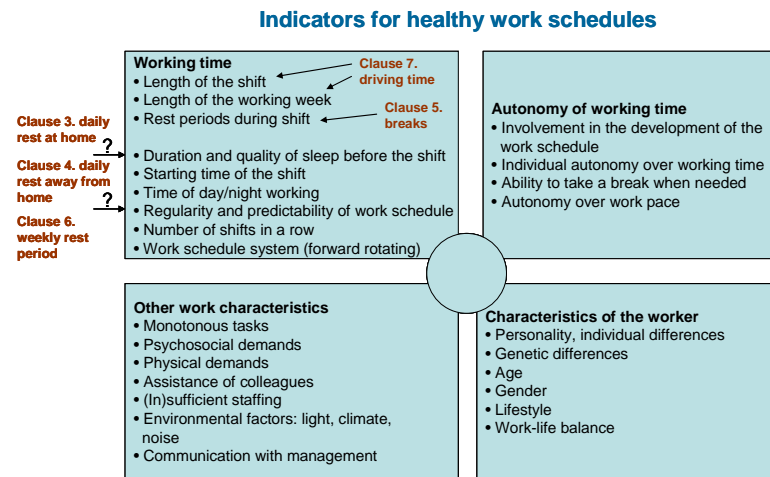 Indicators for healthy work schedules
Working time
• Length of the shift
• Length of the working week
• Rest periods during shift
• Duration and quality of sleep before the shift
• Starting time of the shift
• Time of day/night working
• Regularity and predictability of work schedule
• Number of shifts in a row
• Work schedule system (forward rotating)
Clause 7.
driving time
Clause 5.
breaks
Clause 3. daily
rest at home
?
Clause 4. daily
rest away from
home
?
Clause 6.
weekly rest
period
Autonomy of working time
• Involvement in the development of the
work schedule
• Individual autonomy over working time
• Ability to take a break when needed
• Autonomy over work pace
Other work characteristics
• Monotonous tasks
• Psychosocial demands
• Physical demands
• Assistance of colleagues
• (In)sufficient staffing
• Environmental factors: light, climate,
noise
• Communication with management
Characteristics of the worker
• Personality, individual differences
• Genetic differences
• Age
• Gender
• Lifestyle
• Work-life balance